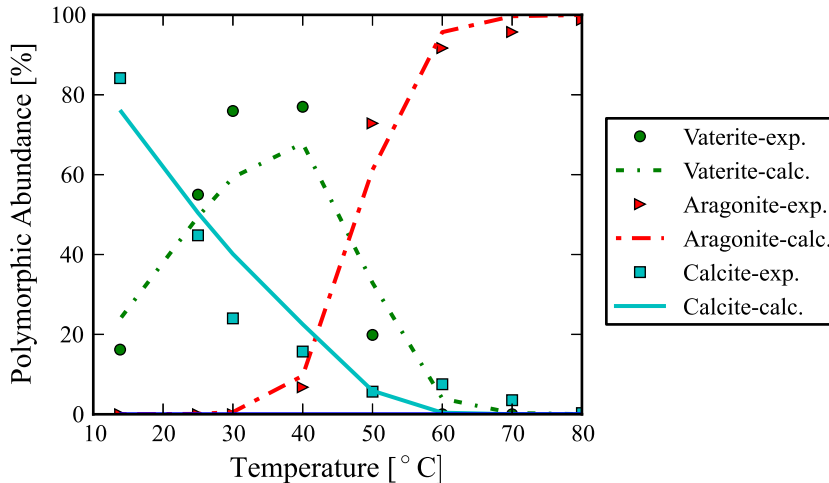 Polymorphic Abundance [%]
100
80
60
40
20
0
10
20
30
40
50
60
70
80
Temperature [°C]
Vaterite-exp.
Vaterite-calc.
Aragonite-exp.
Aragonite-calc.
Calcite-exp.
Calcite-calc.